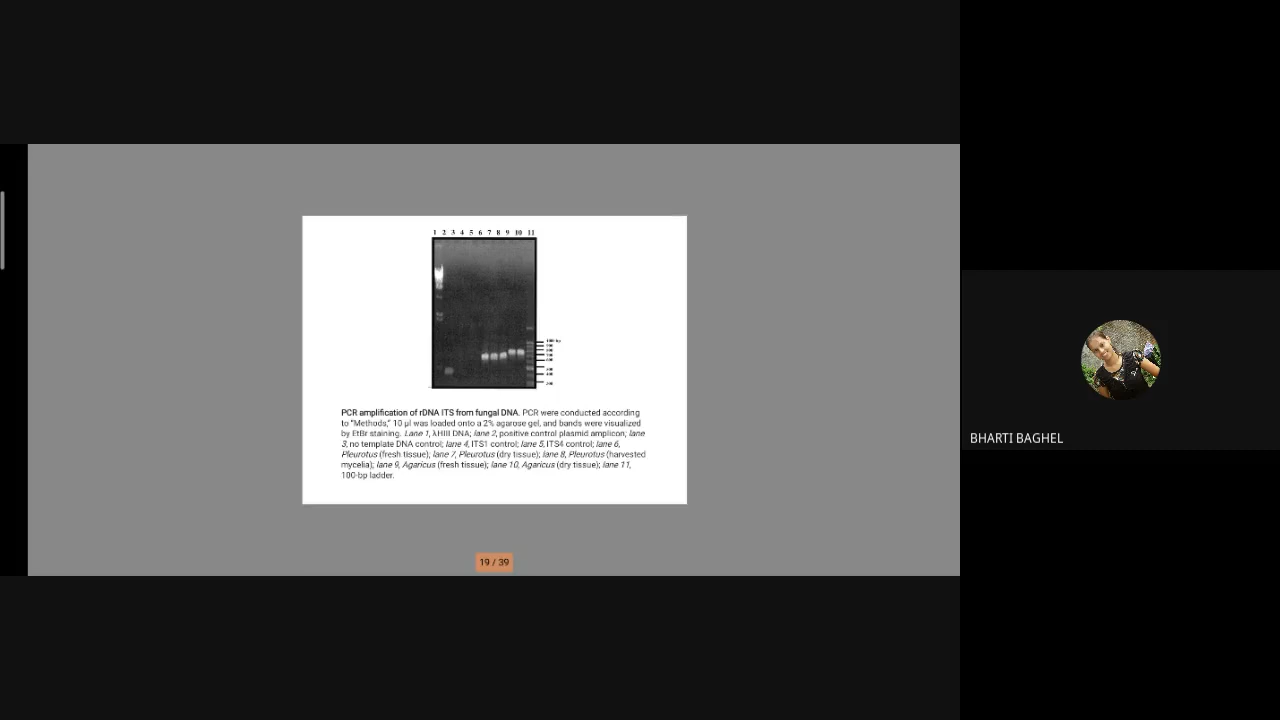 1 2 3 4 5 6 7 8 9 10 11
PCR amplification of rDNA ITS from fungal DNA. PCR were conducted according
to "Methods," 10 µl was loaded onto a 2% agarose gel, and bands were visualized
by EtBr staining. Lane 1, λHIII DNA; lane 2, ponitive control plasmid amplicon; lane
3, no template DNA control; lane 4, ITS1 control; lane 5, ITS4 control; lane 6,
Pleurotus (fresh tissue); lane 7, Pleurotus (dry tissue); lane 8, Pleurotus (harvested
mycelia); lane 9, Agaricus (fresh tissue); lane 10, Agaricus (dry tissue); lane 11,
100-bp ladder.
19 / 39
BHARTI BAGHEL